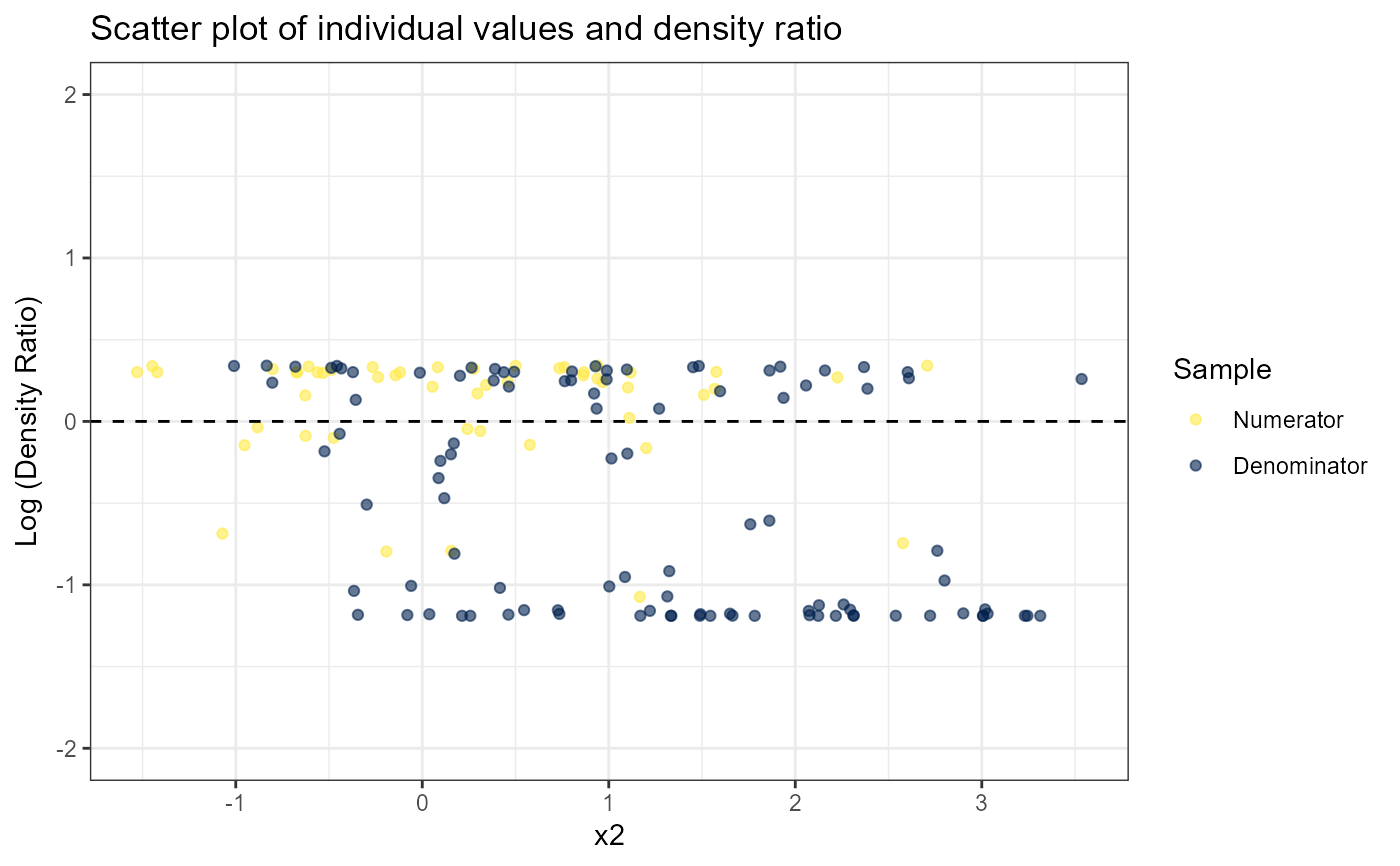 Scatter plot of individual values and density ratio
2
1
0
-1
-2
Log (Density Ratio)
-1
0
1
2
3
x2
Sample
Numerator
Denominator